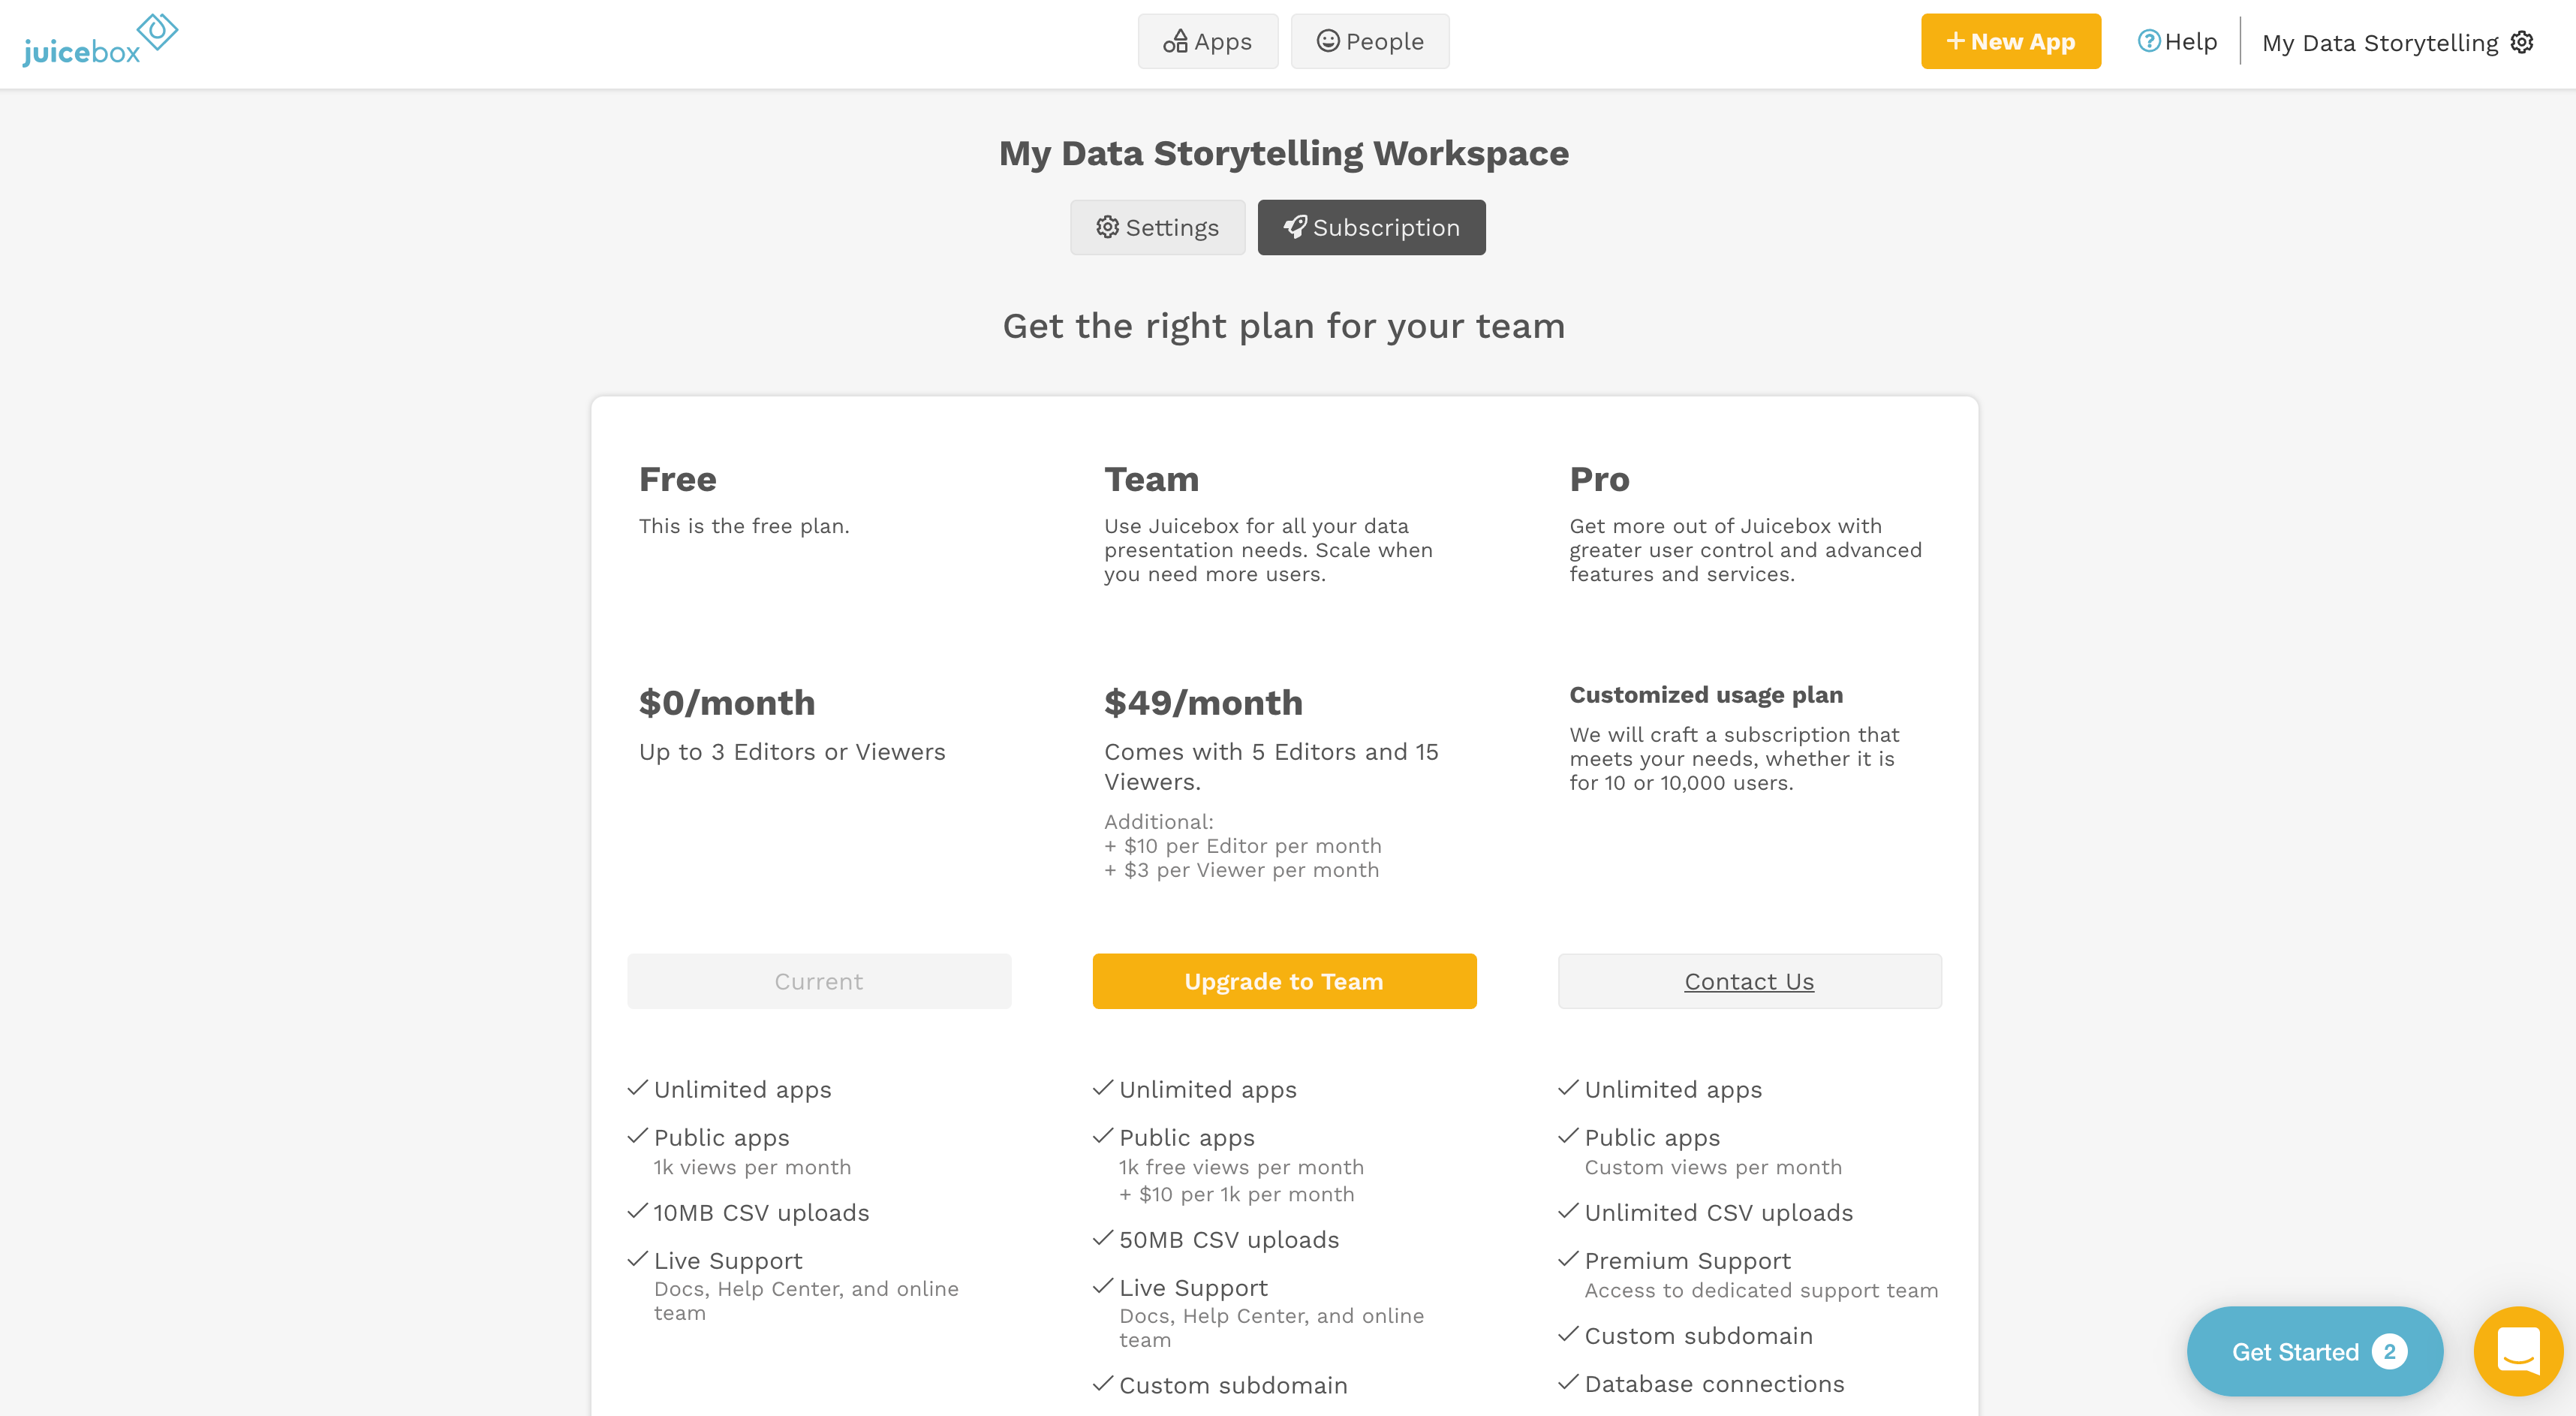 juicebox
Apps
People
+ New App
Help
My Data Storytelling
My Data Storytelling Workspace
Settings
Subscription
Get the right plan for your team
Free
This is the free plan.
$0/month
Up to 3 Editors or Viewers
Current
Unlimited apps
Public apps
1k views per month
10MB CSV uploads
Live Support
Docs, Help Center, and online
team
Team
Use Juicebox for all your data
presentation needs. Scale when
you need more users.
$49/month
Comes with 5 Editors and 15
Viewers.
Additional:
+ $10 per Editor per month
+ $3 per Viewer per month
Upgrade to Team
Unlimited apps
Public apps
1k free views per month
+ $10 per 1k per month
50MB CSV uploads
Live Support
Docs, Help Center, and online
team
Custom subdomain
Pro
Get more out of Juicebox with
greater user control and advanced
features and services.
Customized usage plan
We will craft a subscription that
meets your needs, whether it is
for 10 or 10,000 users.
Contact Us
Unlimited apps
Public apps
Custom views per month
Unlimited CSV uploads
Premium Support
Access to dedicated support team
Custom subdomain
Database connections
Get Started 2